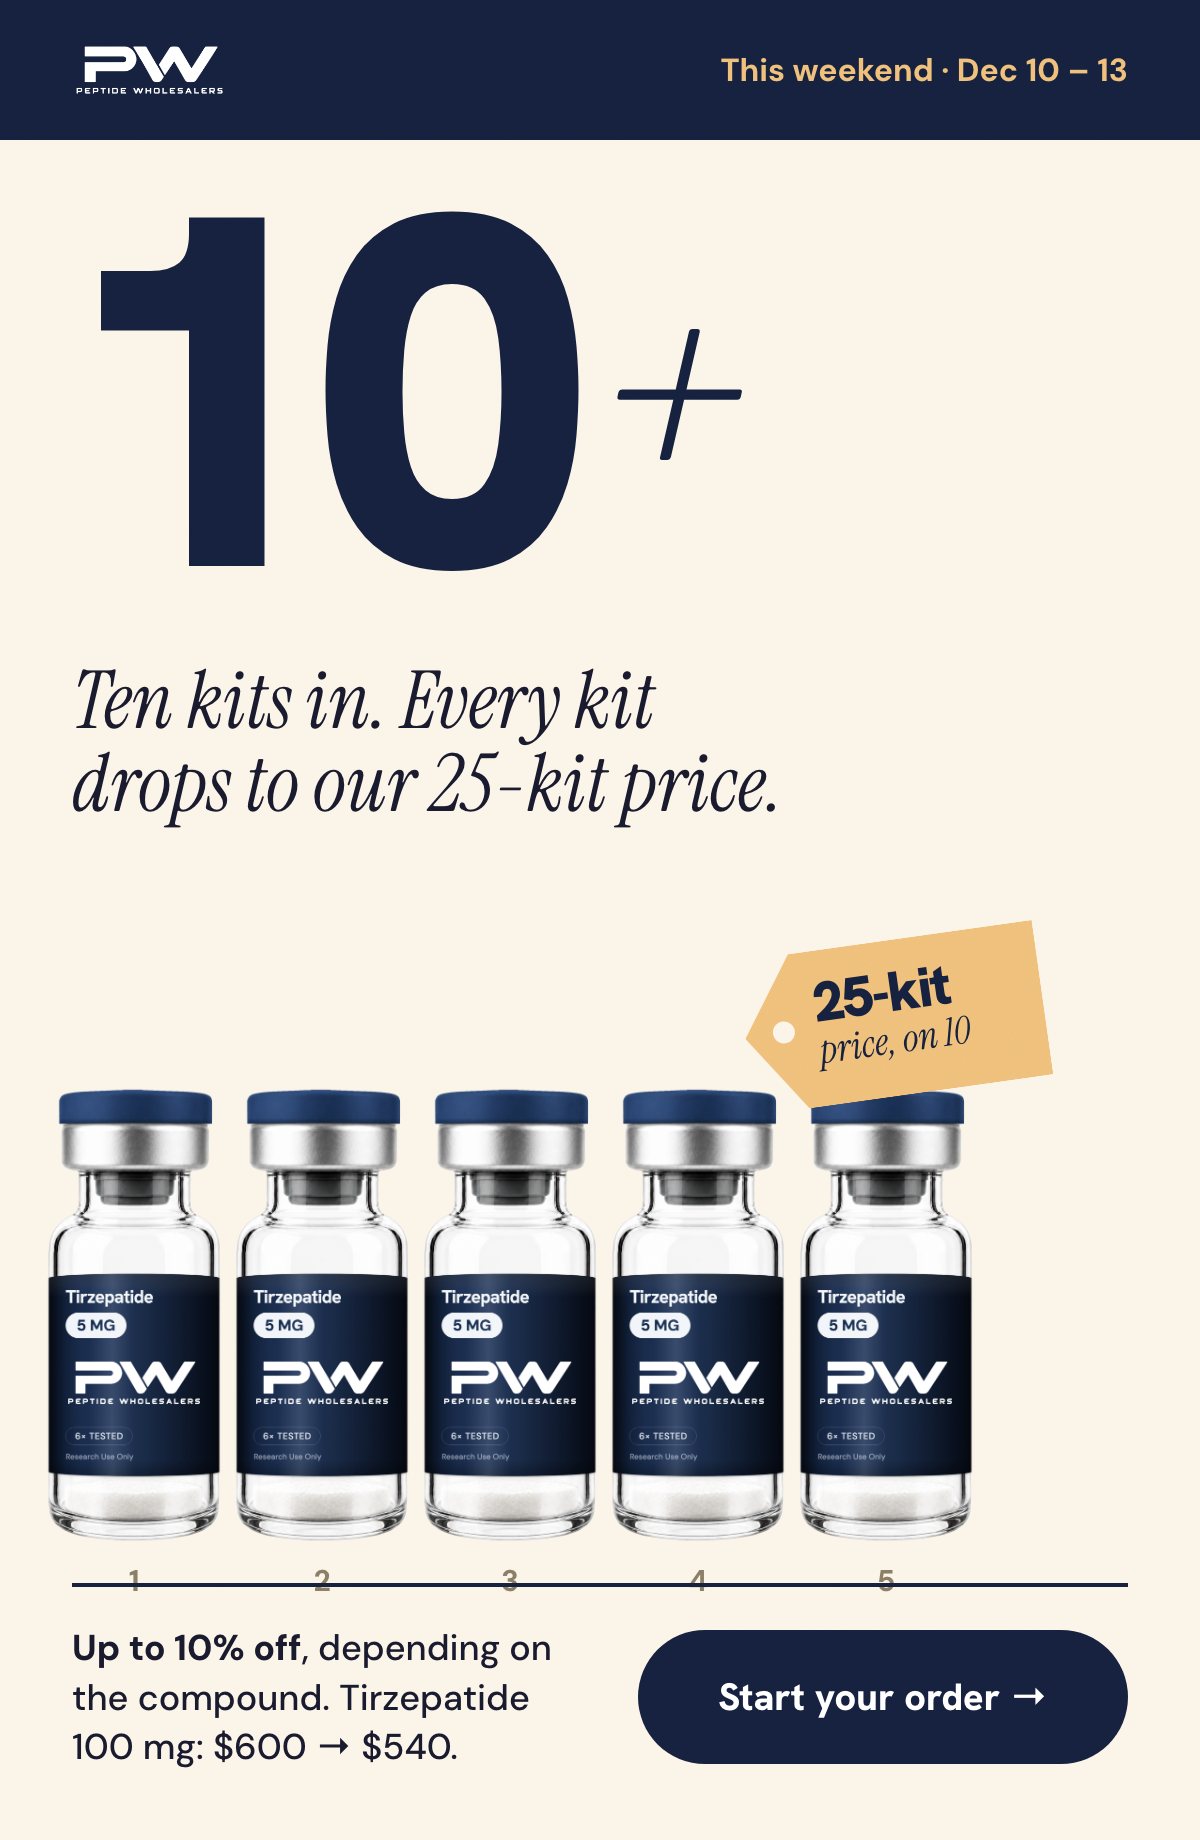 PW
PEPTIDE WHOLESALERS
This weekend · Dec 10 – 13
10+
Ten kits in. Every kit
drops to our 25-kit price.
25-kit
price, on 10
Tirzepatide
5 MG
PW
PEPTIDE WHOLESALERS
6× TESTED
Research Use Only
Tirzepatide
5 MG
PW
PEPTIDE WHOLESALERS
6× TESTED
Research Use Only
Tirzepatide
5 MG
PW
PEPTIDE WHOLESALERS
6× TESTED
Research Use Only
Tirzepatide
5 MG
PW
PEPTIDE WHOLESALERS
6× TESTED
Research Use Only
Tirzepatide
5 MG
PW
PEPTIDE WHOLESALERS
6× TESTED
Research Use Only
1 2 3 4 5
Up to 10% off, depending on
the compound. Tirzepatide
100 mg: $600 → $540.
Start your order →